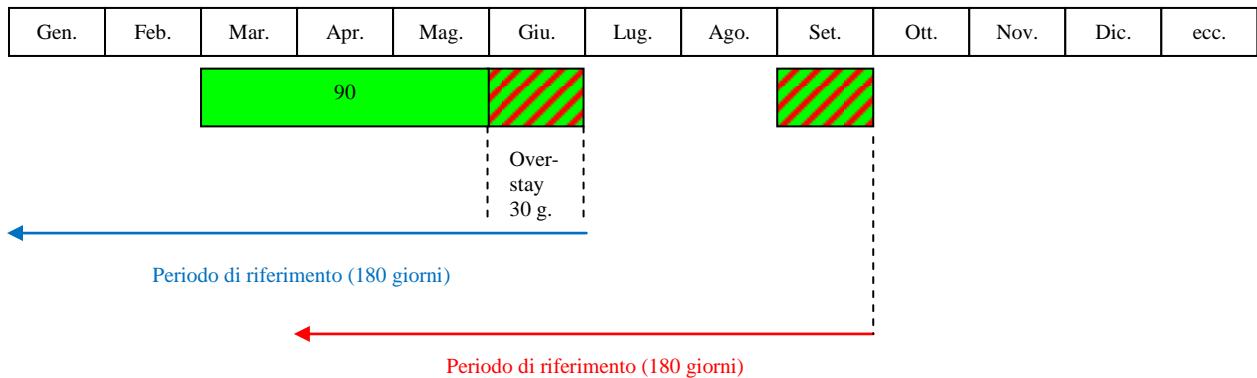 Gen. Feb. Mar. Apr. Mag. Giu. Lug. Ago. Set. Ott. Nov. Dic. ecc.
90
Over-
stay
30 g.
Periodo di riferimento (180 giorni)
Periodo di riferimento (180 giorni)